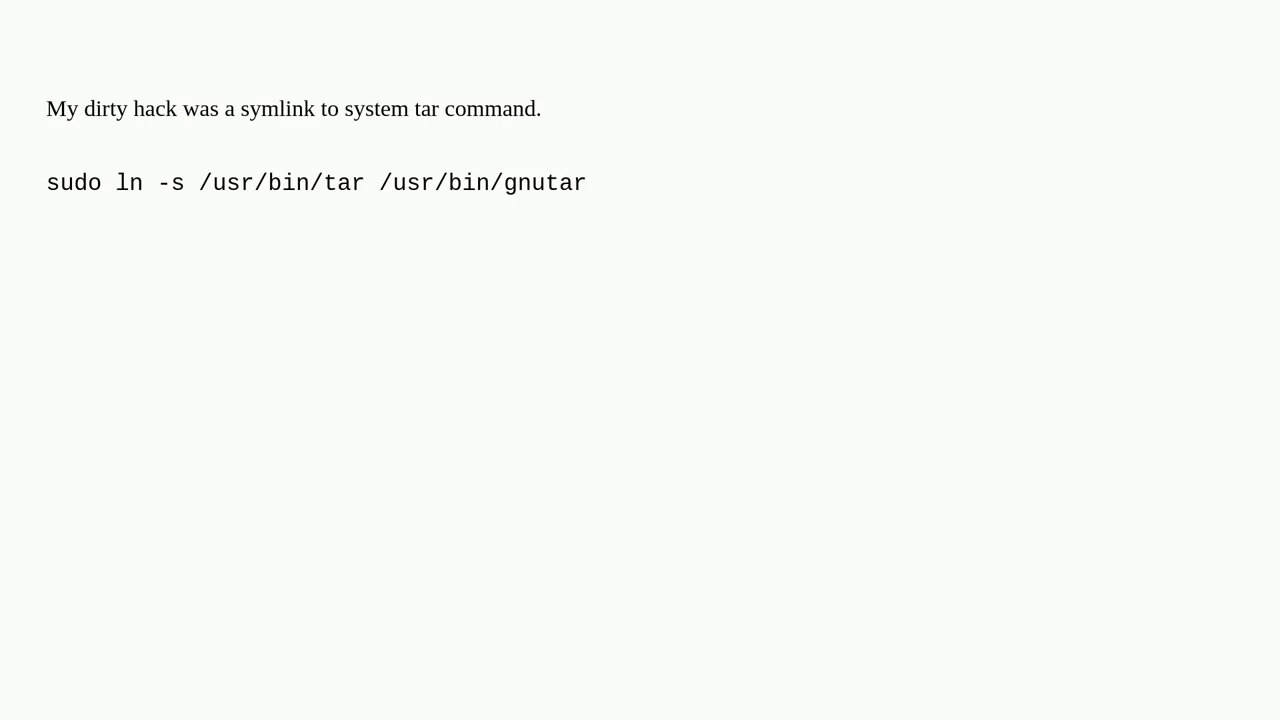 My dirty hack was a symlink to system tar command.
sudo ln -s /usr/bin/tar /usr/bin/gnutar